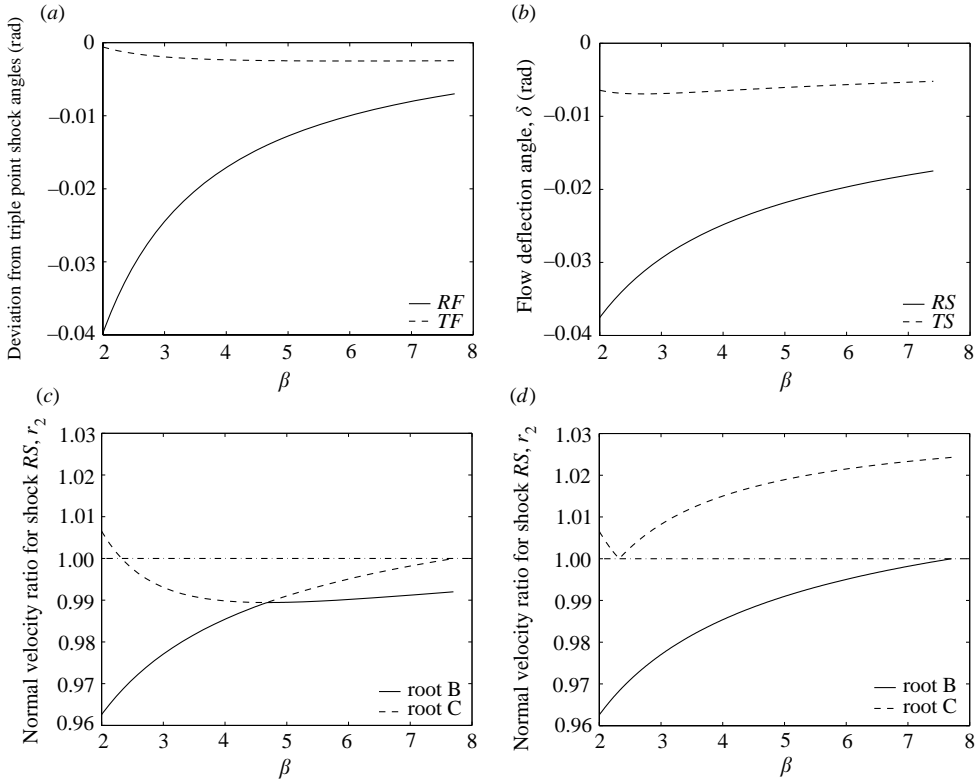 (a)
Deviation from triple point shock angles (rad)
0
–0.01
–0.02
–0.03
–0.04
2 3 4 5 6 7 8
β
RF
TF
(b)
Flow deflection angle, δ (rad)
0
–0.01
–0.02
–0.03
–0.04
2 3 4 5 6 7 8
β
RS
TS
(c)
Normal velocity ratio for shock RS, r2
1.03
1.02
1.01
1.00
0.99
0.98
0.97
0.96
2 3 4 5 6 7 8
β
root B
root C
(d)
Normal velocity ratio for shock RS, r2
1.03
1.02
1.01
1.00
0.99
0.98
0.97
0.96
2 3 4 5 6 7 8
β
root B
root C